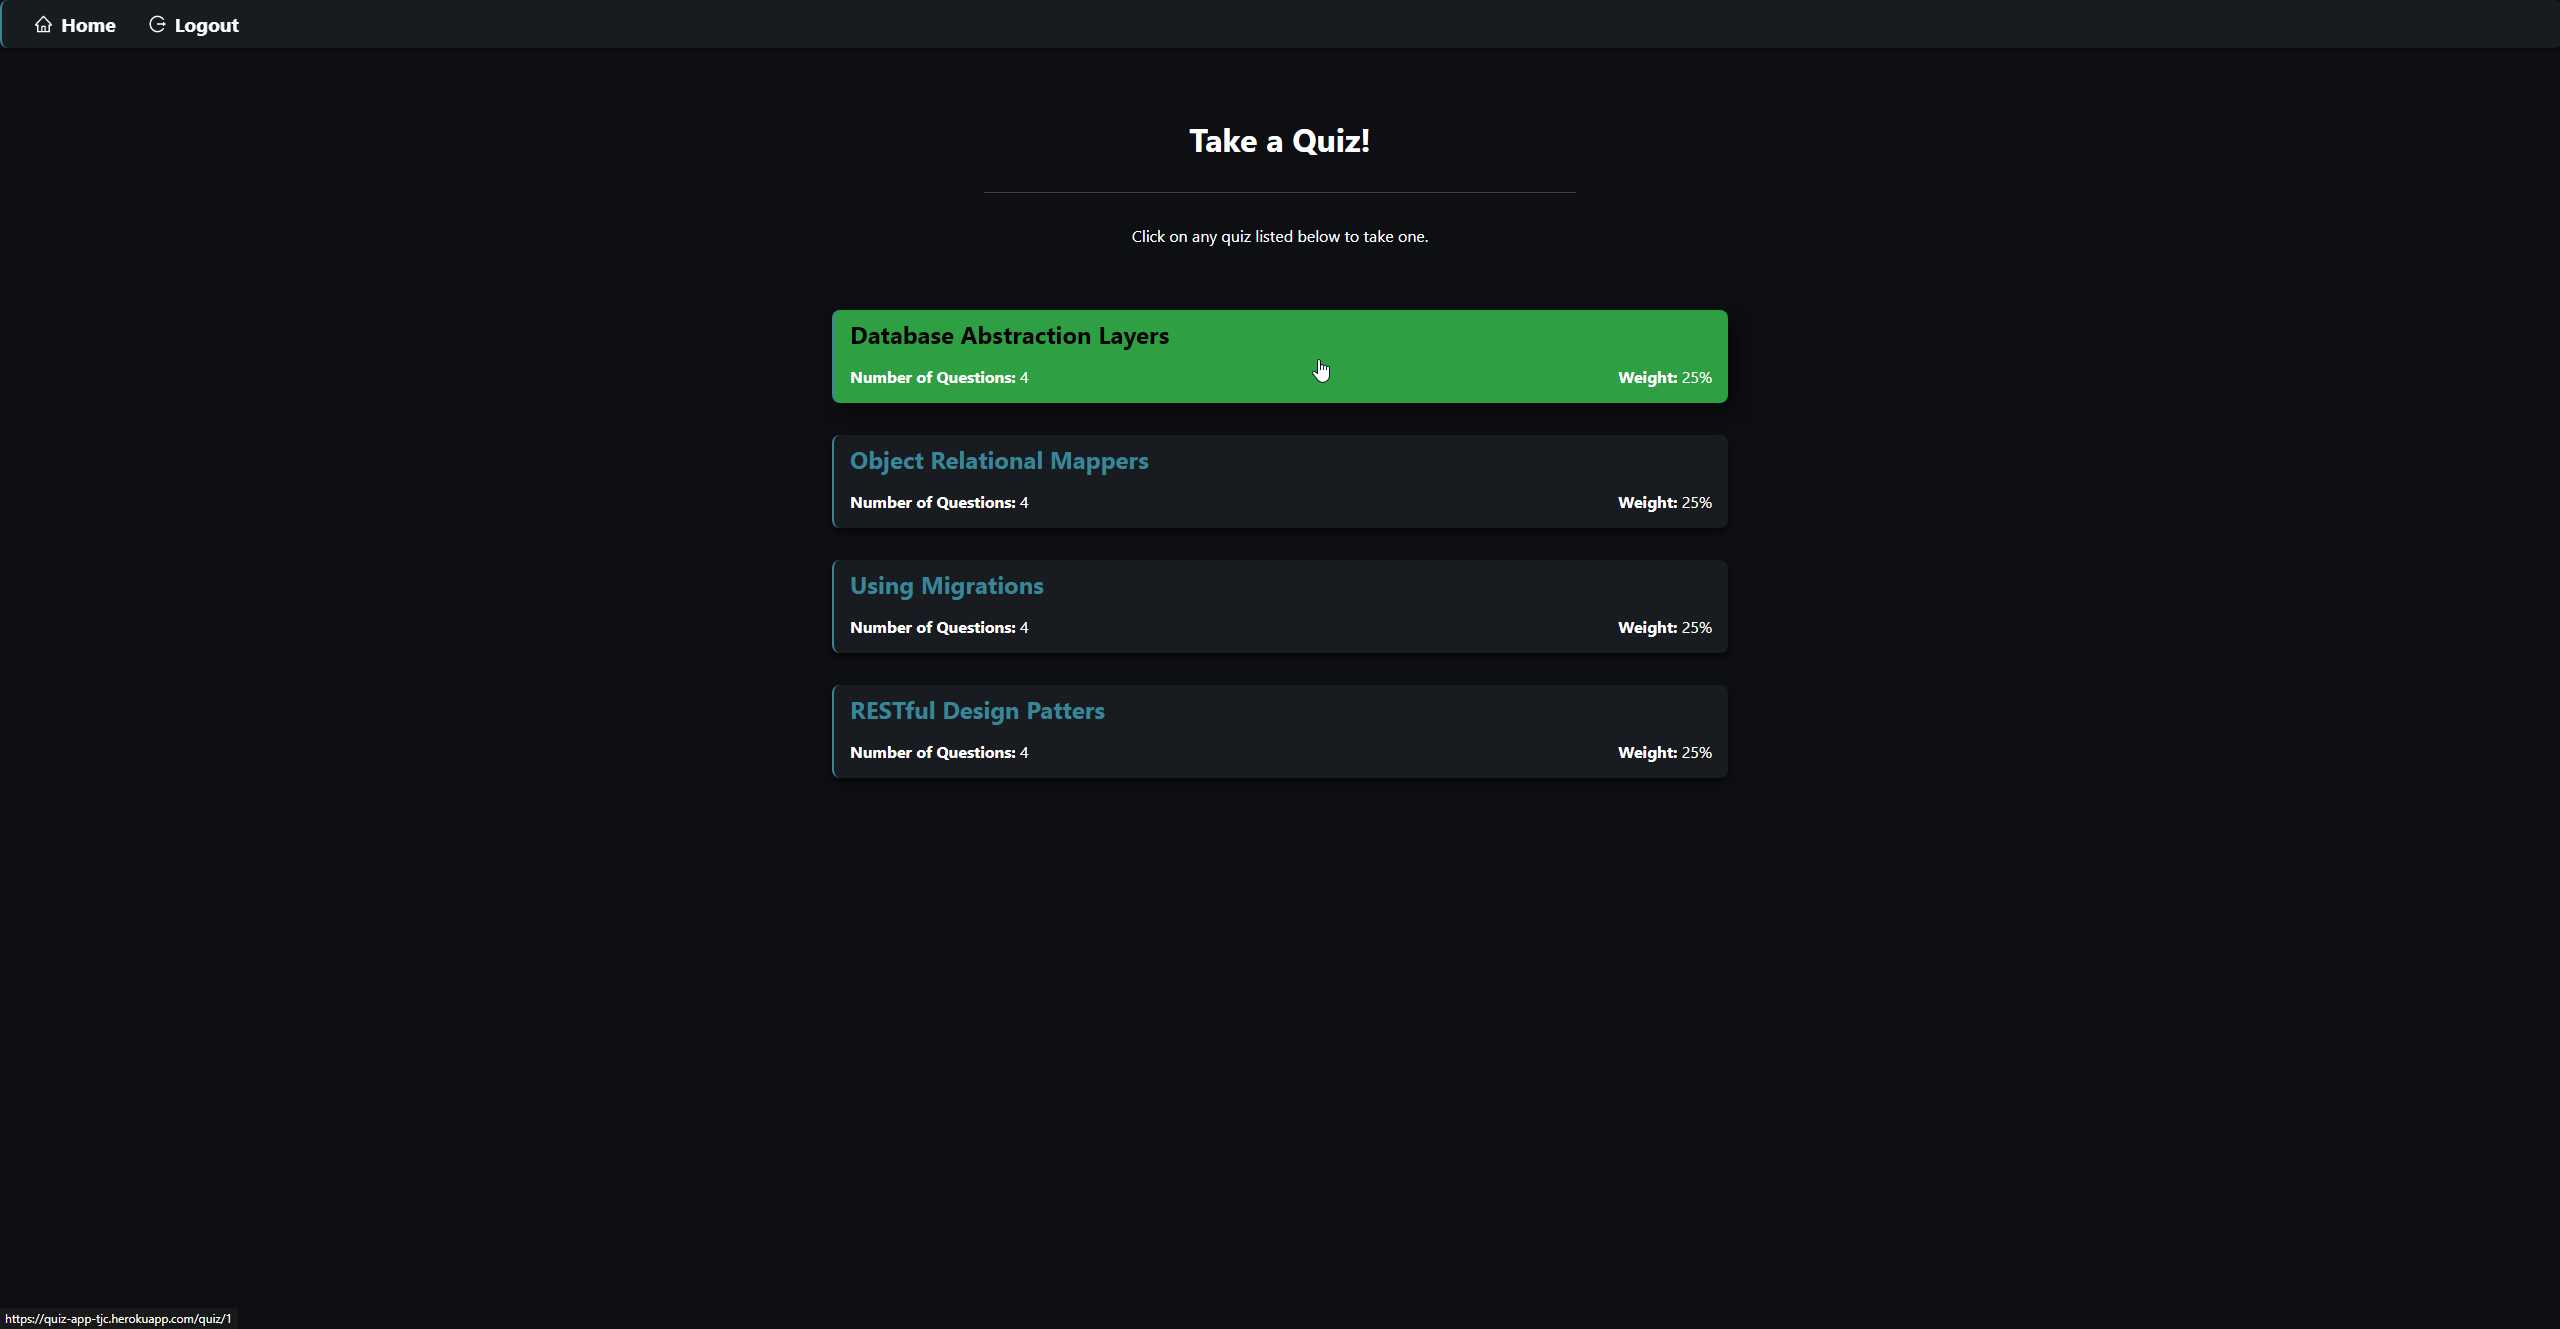 Home Logout
Take a Quiz!
Click on any quiz listed below to take one.
Database Abstraction Layers
Number of Questions: 4 Weight: 25%
Object Relational Mappers
Number of Questions: 4 Weight: 25%
Using Migrations
Number of Questions: 4 Weight: 25%
RESTful Design Patters
Number of Questions: 4 Weight: 25%
https://quiz-app-tjc.herokuapp.com/quiz/1